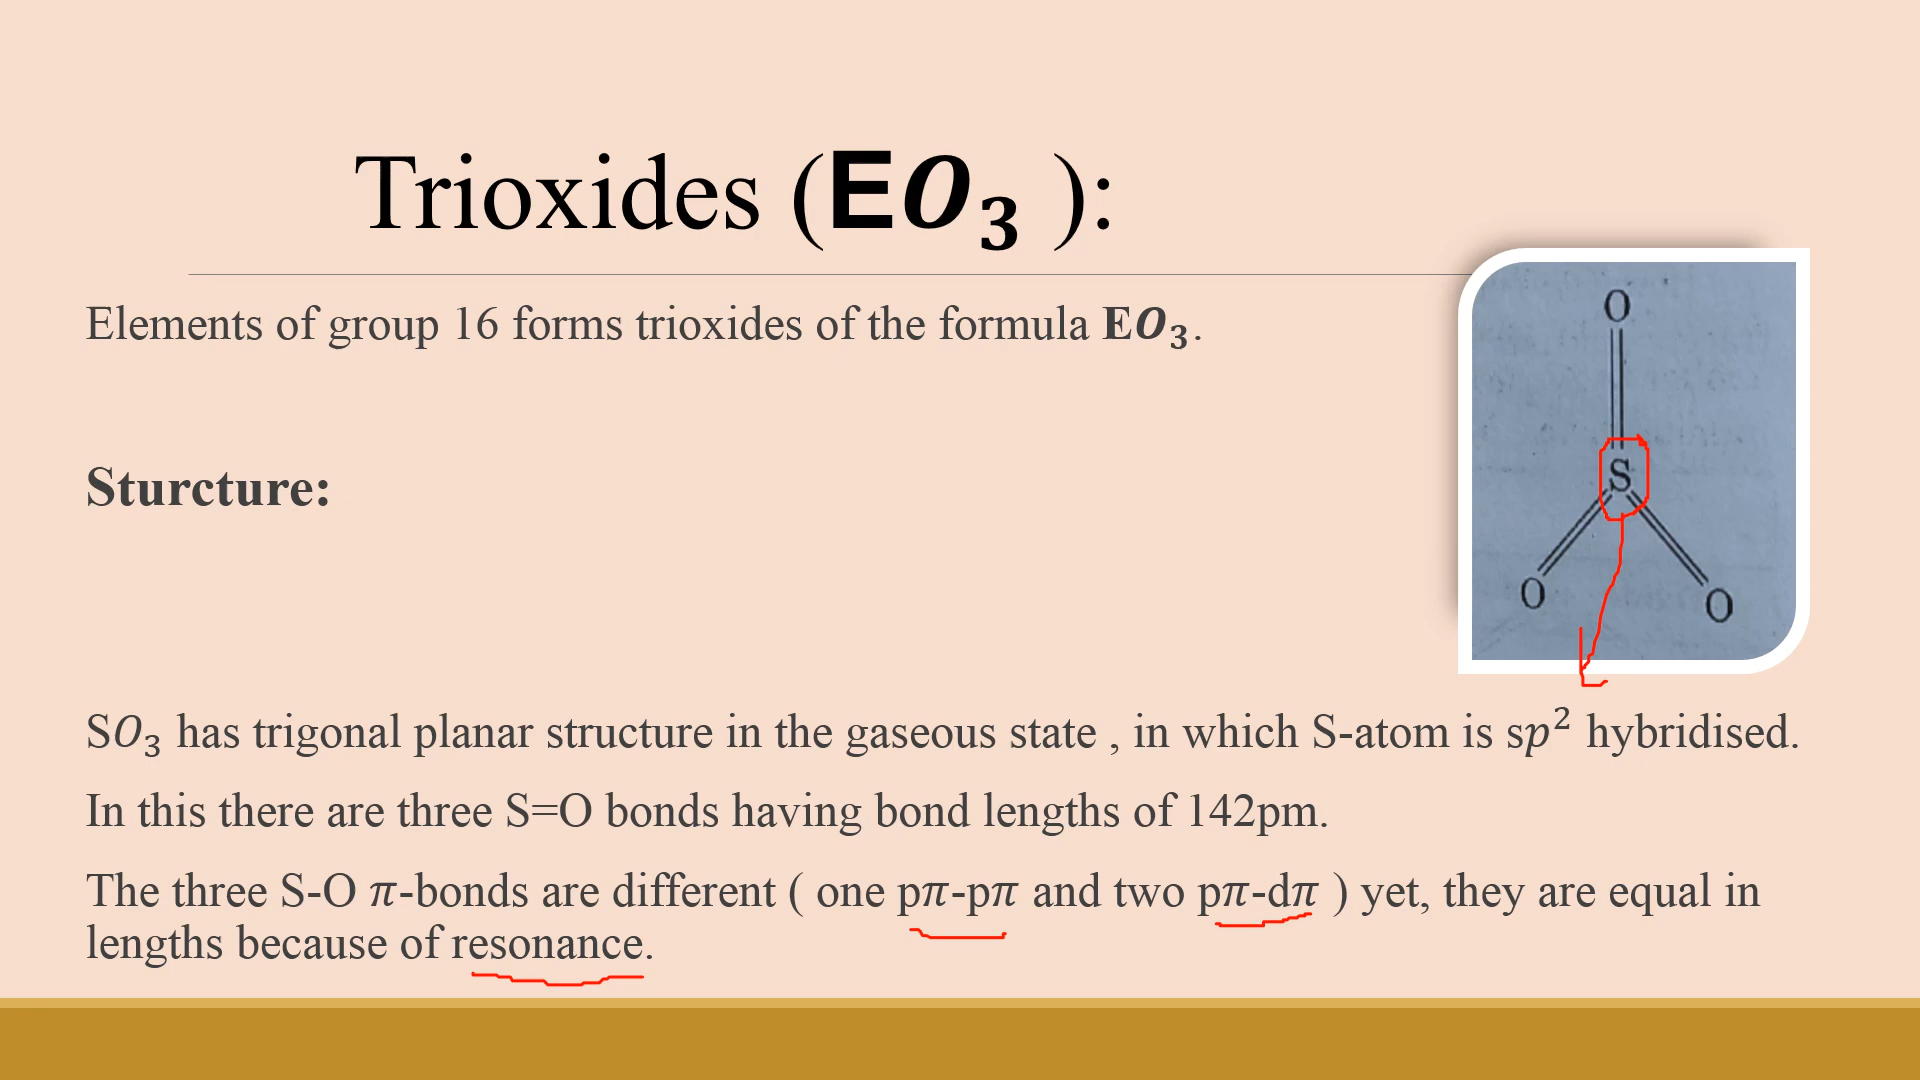 Trioxides (EO₃ ):
Elements of group 16 forms trioxides of the formula EO₃.
Sturcture:
O
S
O
O
SO₃ has trigonal planar structure in the gaseous state , in which S-atom is sp² hybridised.
In this there are three S=O bonds having bond lengths of 142pm.
The three S-O π-bonds are different ( one pπ-pπ and two pπ-dπ ) yet, they are equal in
lengths because of resonance.